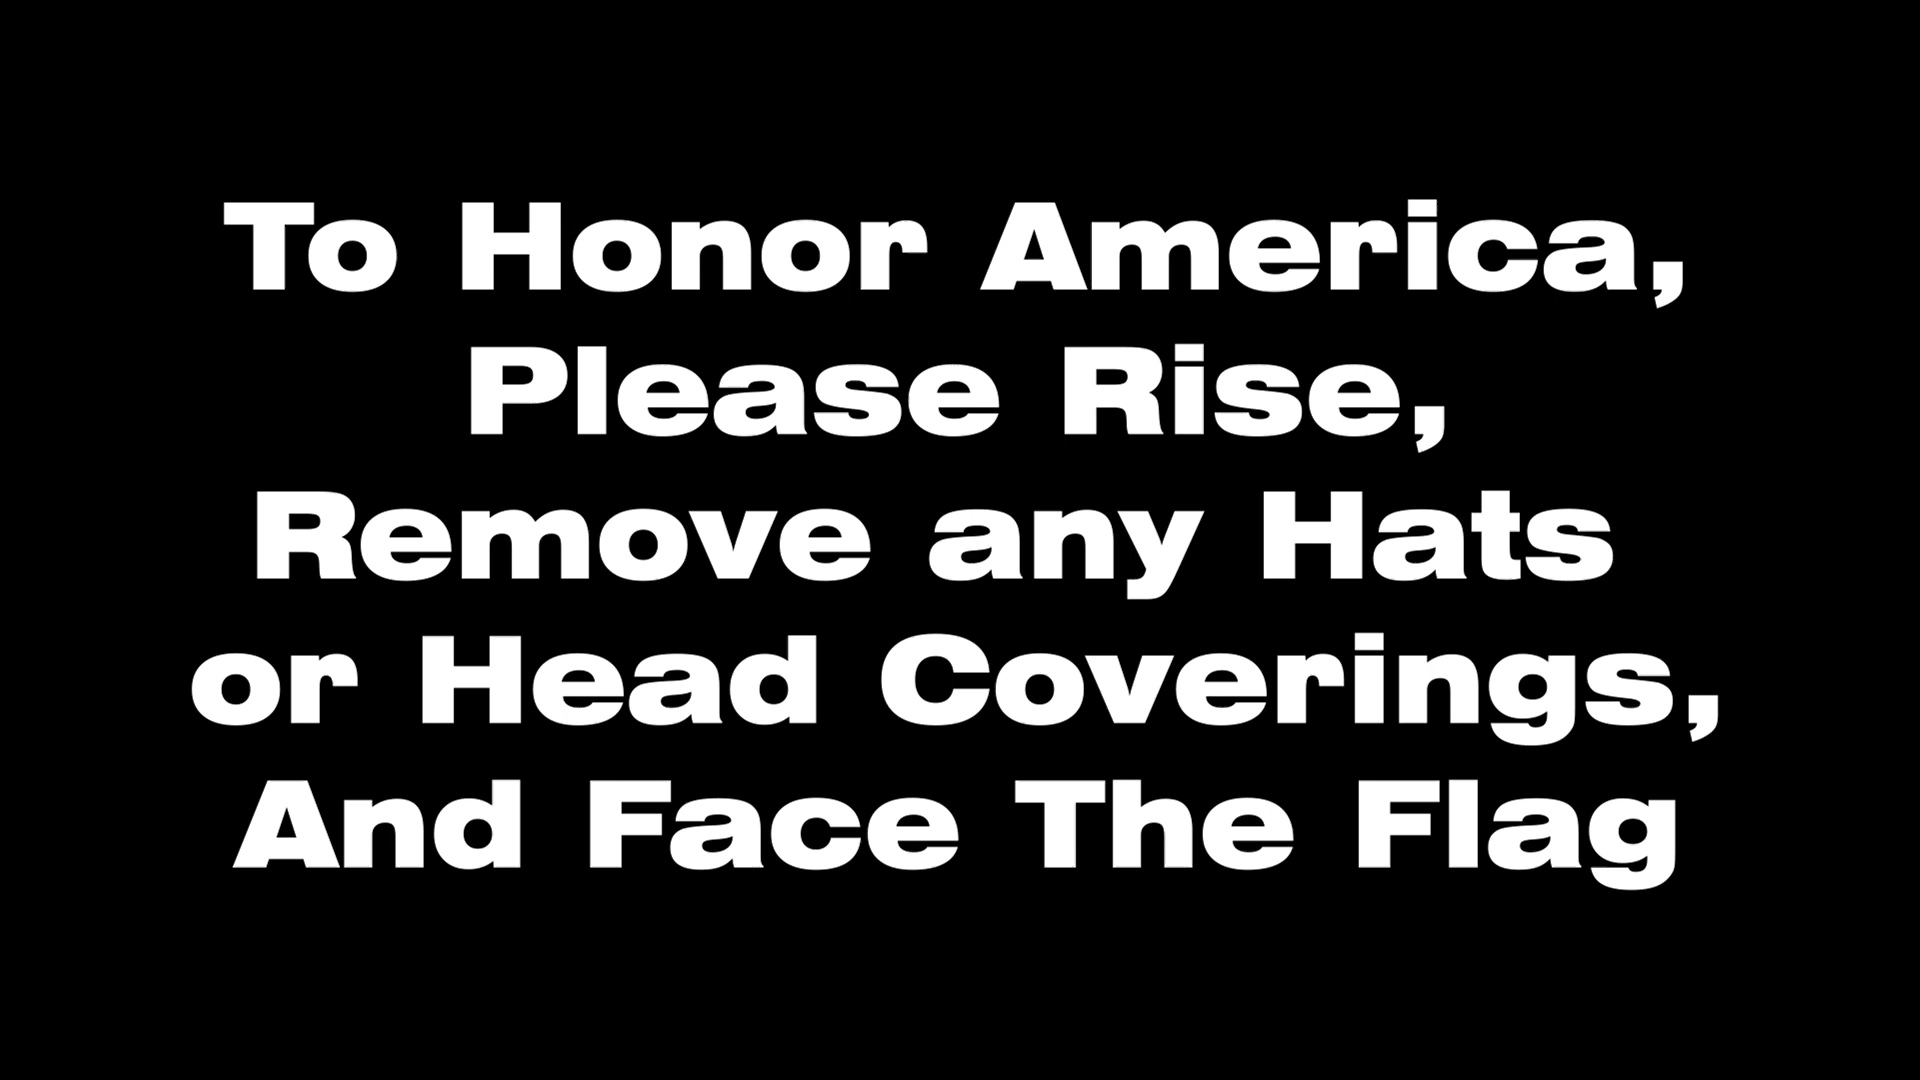 To Honor America,
Please Rise,
Remove any Hats
or Head Coverings,
And Face The Flag